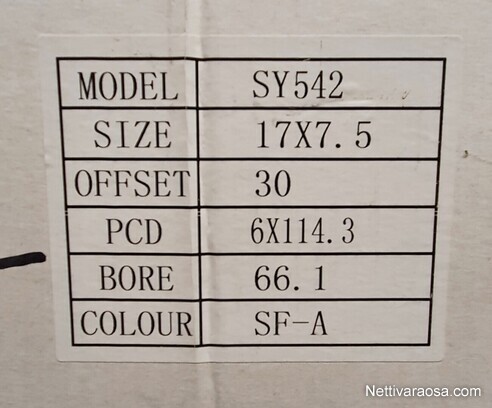 MODEL SY542
SIZE 17X7.5
OFFSET 30
PCD 6X114.3
BORE 66.1
COLOUR SF-A
Nettivaraosa.com